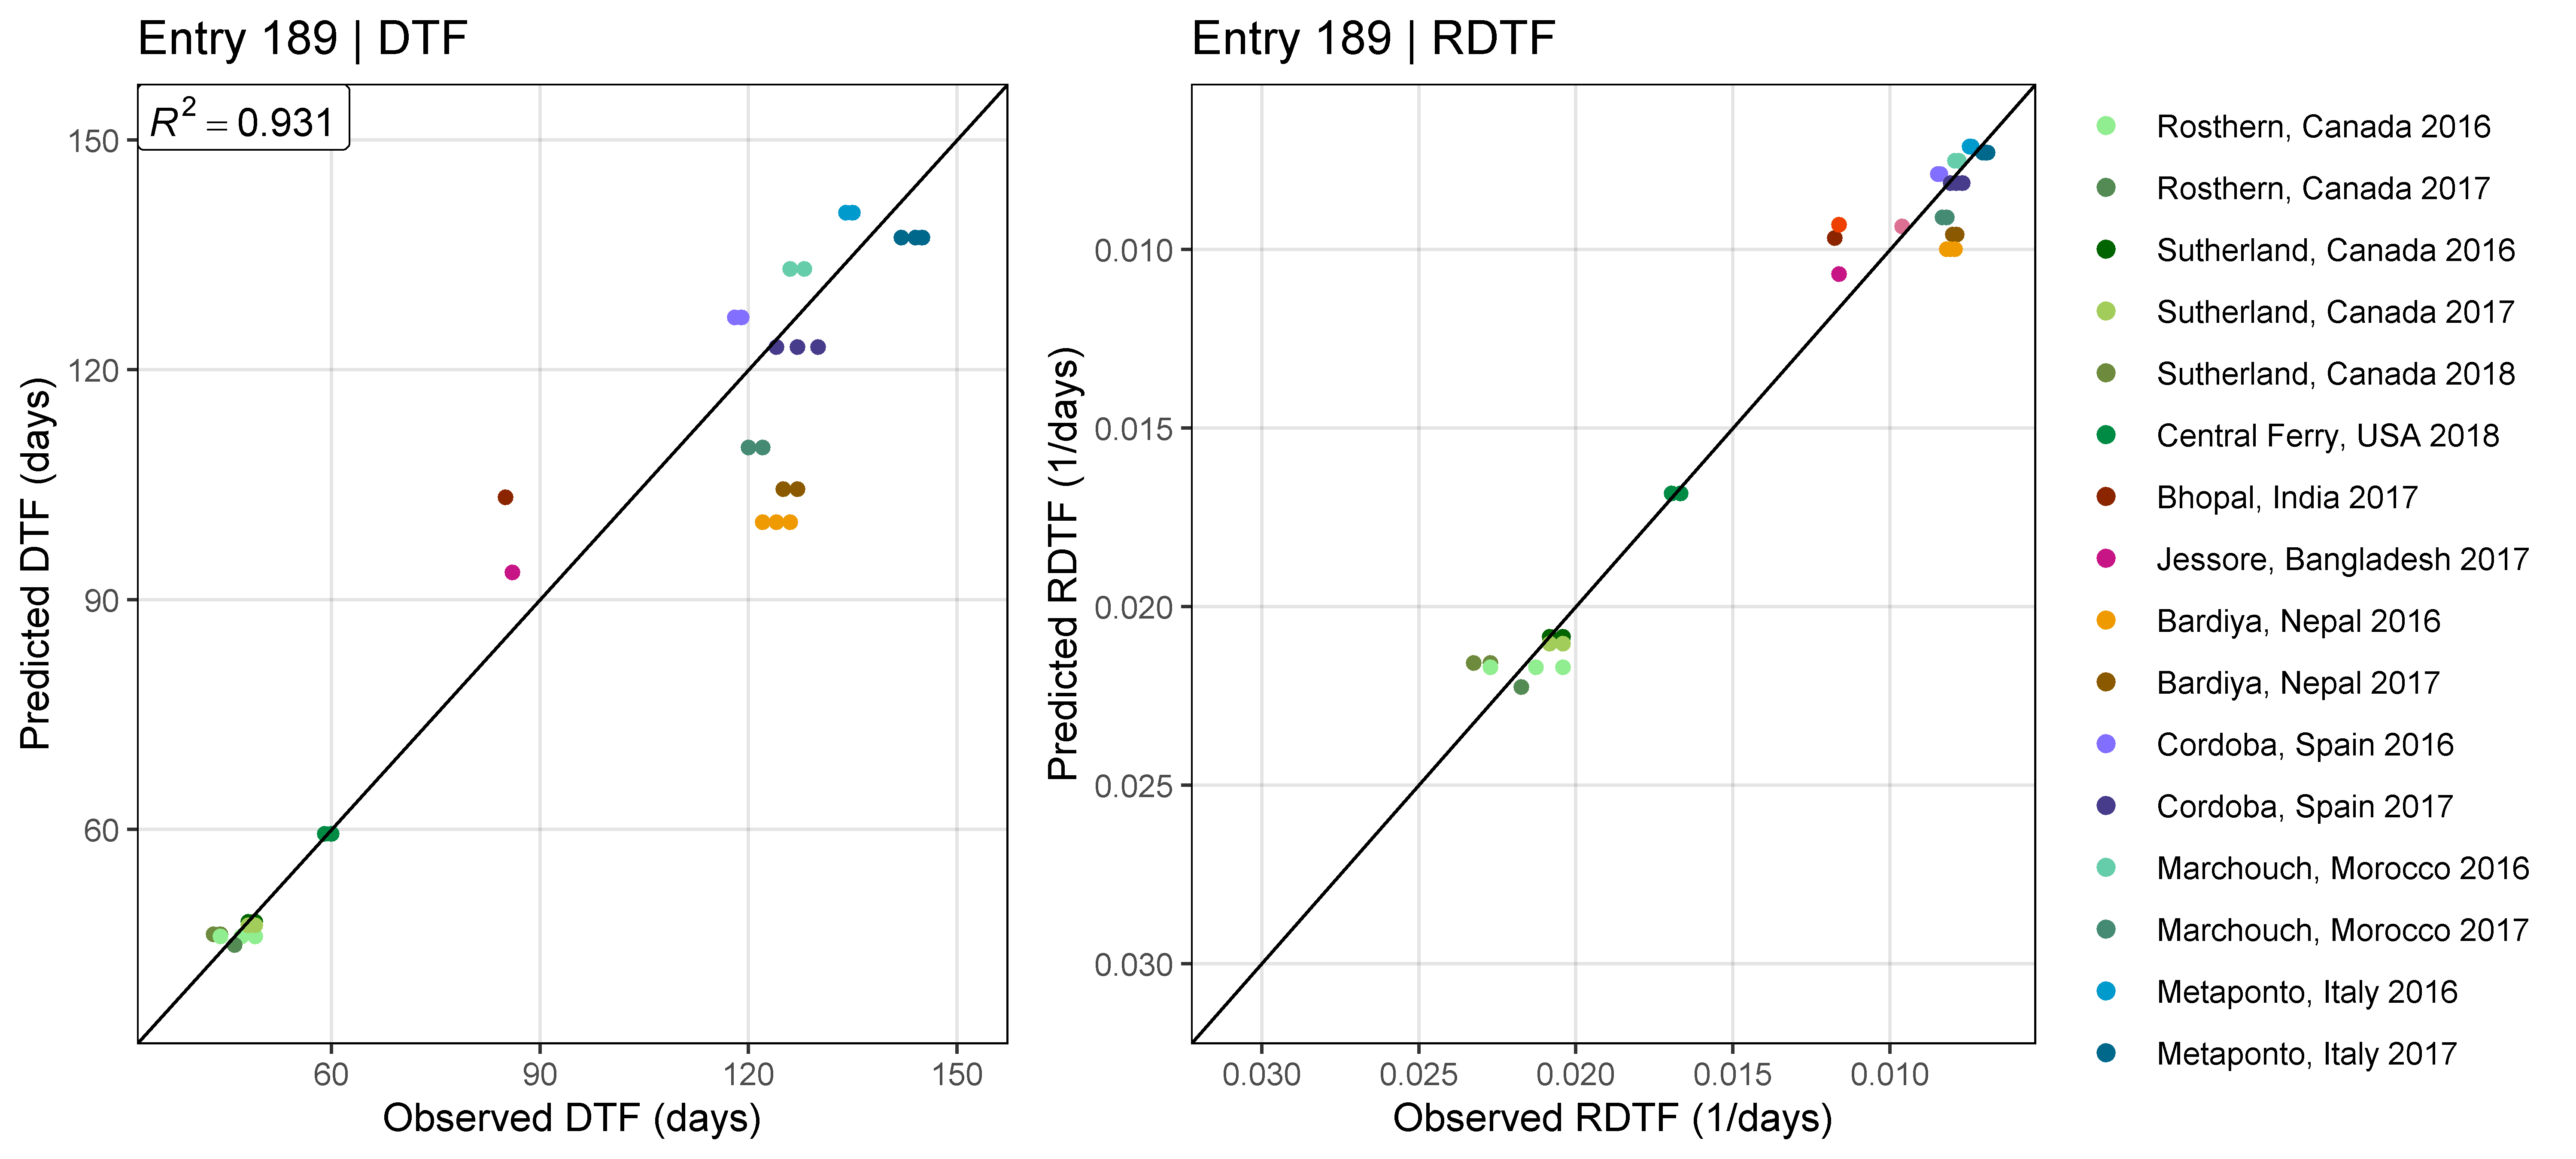 Entry 189 | DTF
R² = 0.931
150
120
90
60
Predicted DTF (days)
60 90 120 150
Observed DTF (days)
Entry 189 | RDTF
0.010
0.015
0.020
0.025
0.030
Predicted RDTF (1/days)
0.030 0.025 0.020 0.015 0.010
Observed RDTF (1/days)
Rosthern, Canada 2016
Rosthern, Canada 2017
Sutherland, Canada 2016
Sutherland, Canada 2017
Sutherland, Canada 2018
Central Ferry, USA 2018
Bhopal, India 2017
Jessore, Bangladesh 2017
Bardiya, Nepal 2016
Bardiya, Nepal 2017
Cordoba, Spain 2016
Cordoba, Spain 2017
Marchouch, Morocco 2016
Marchouch, Morocco 2017
Metaponto, Italy 2016
Metaponto, Italy 2017